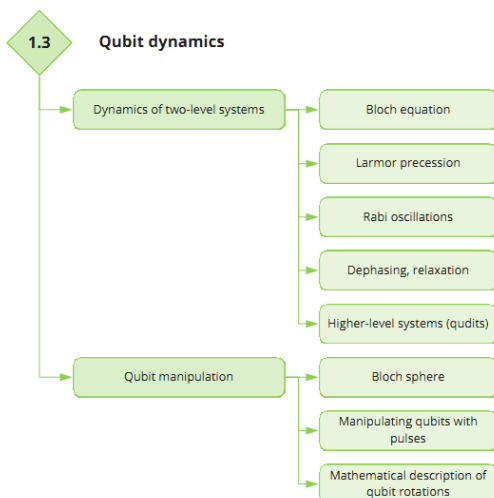 1.3 Qubit dynamics
Dynamics of two-level systems
Bloch equation
Larmor precession
Rabi oscillations
Dephasing, relaxation
Higher-level systems (qudits)
Qubit manipulation
Bloch sphere
Manipulating qubits with
pulses
Mathematical description of
qubit rotations